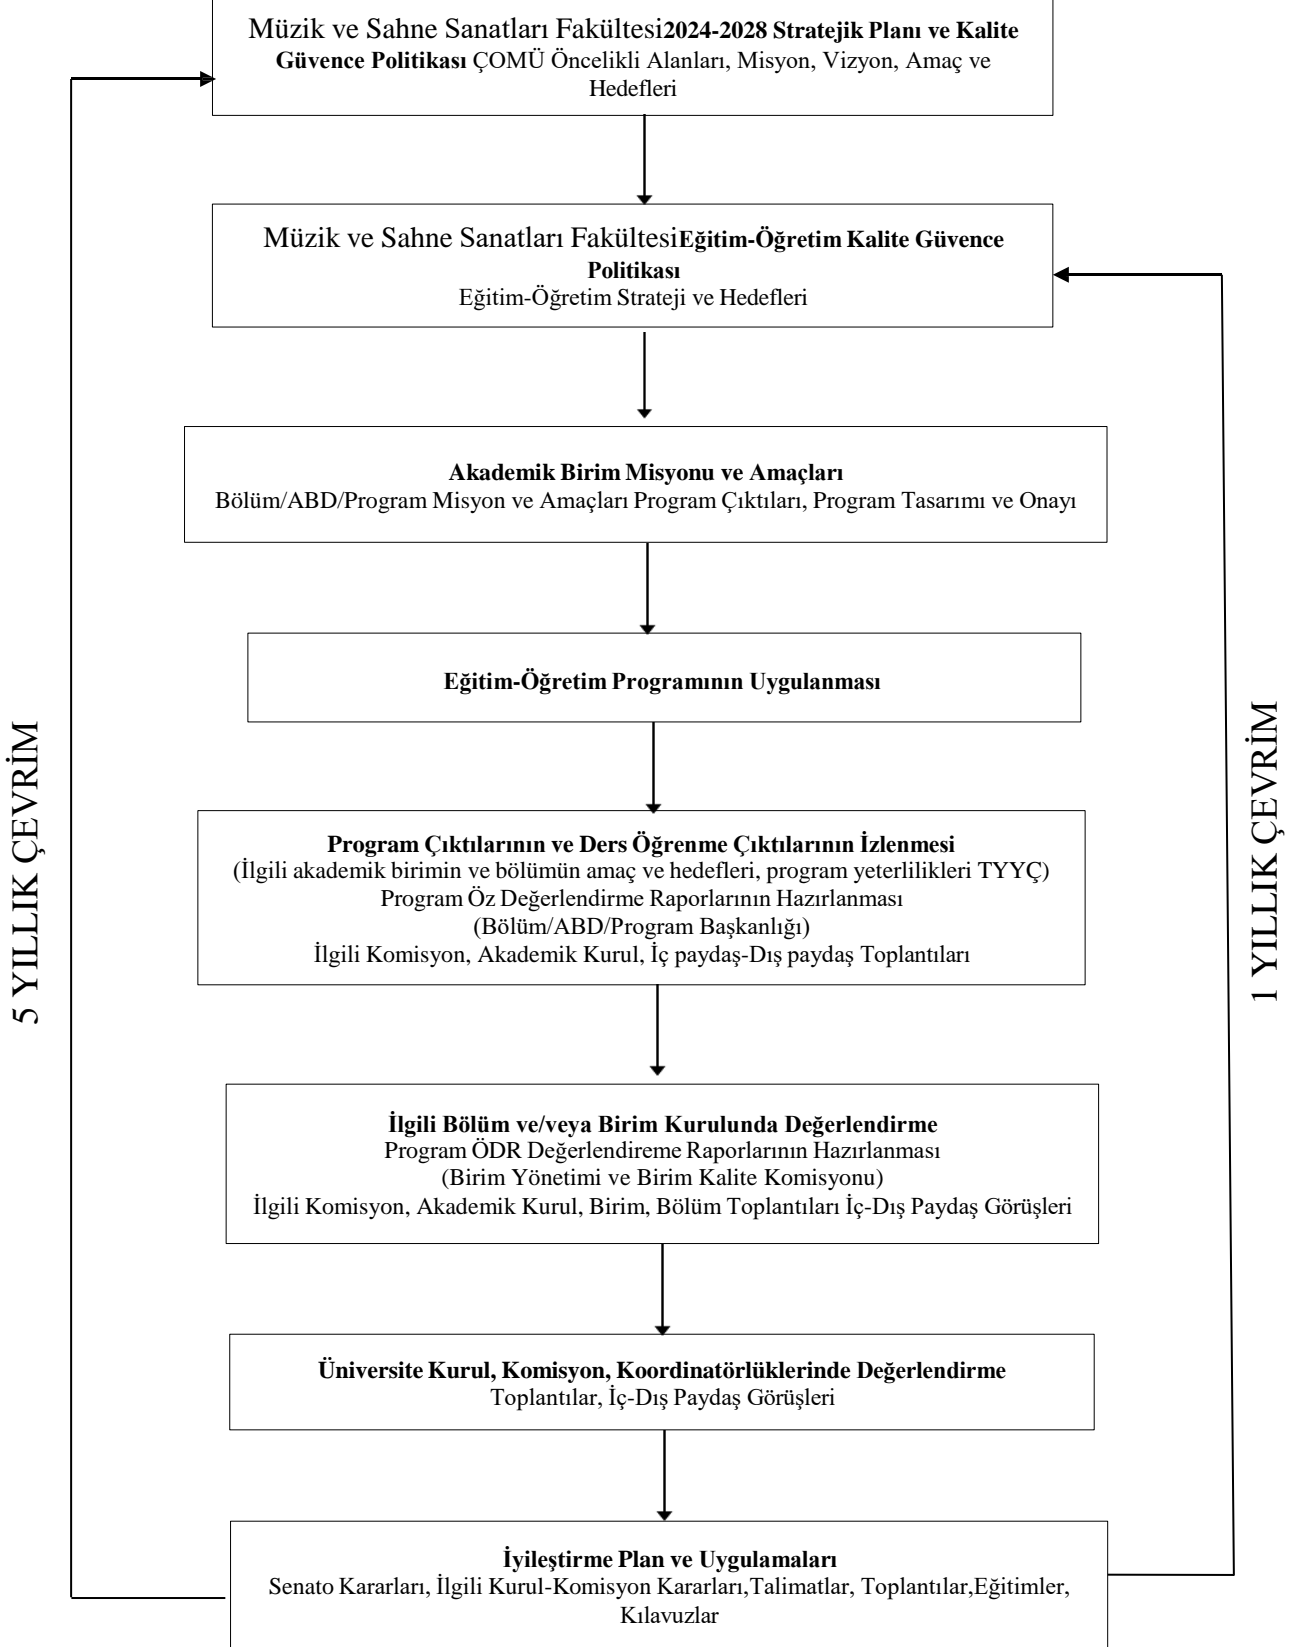 Müzik ve Sahne Sanatları Fakültesi2024-2028 Stratejik Planı ve Kalite
Güvence Politikası ÇOMÜ Öncelikli Alanları, Misyon, Vizyon, Amaç ve
Hedefleri
Müzik ve Sahne Sanatları FakültesiEğitim-Öğretim Kalite Güvence
Politikası
Eğitim-Öğretim Strateji ve Hedefleri
Akademik Birim Misyonu ve Amaçları
Bölüm/ABD/Program Misyon ve Amaçları Program Çıktıları, Program Tasarımı ve Onayı
Eğitim-Öğretim Programının Uygulanması
5 YILLIK ÇEVRİM
1 YILLIK ÇEVRİM
Program Çıktılarının ve Ders Öğrenme Çıktılarının İzlenmesi
(İlgili akademik birimin ve bölümün amaç ve hedefleri, program yeterlilikleri TYYÇ)
Program Öz Değerlendirme Raporlarının Hazırlanması
(Bölüm/ABD/Program Başkanlığı)
İlgili Komisyon, Akademik Kurul, İç paydaş-Dış paydaş Toplantıları
İlgili Bölüm ve/veya Birim Kurulunda Değerlendirme
Program ÖDR Değerlendireme Raporlarının Hazırlanması
(Birim Yönetimi ve Birim Kalite Komisyonu)
İlgili Komisyon, Akademik Kurul, Birim, Bölüm Toplantıları İç-Dış Paydaş Görüşleri
Üniversite Kurul, Komisyon, Koordinatörlüklerinde Değerlendirme
Toplantılar, İç-Dış Paydaş Görüşleri
İyileştirme Plan ve Uygulamaları
Senato Kararları, İlgili Kurul-Komisyon Kararları,Talimatlar, Toplantılar,Eğitimler,
Kılavuzlar